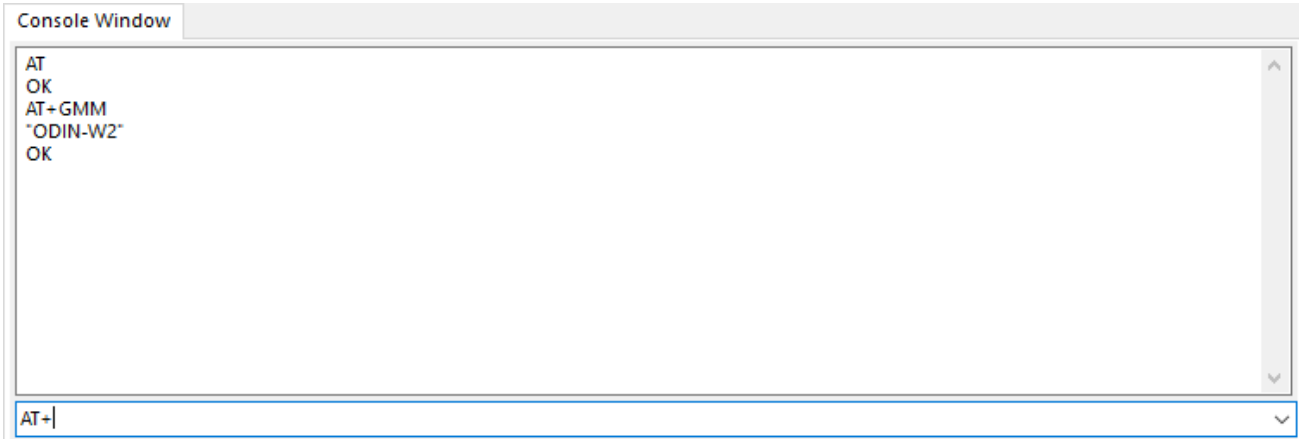 Console Window
AT
OK
AT+GMM
"ODIN-W2"
OK
AT+